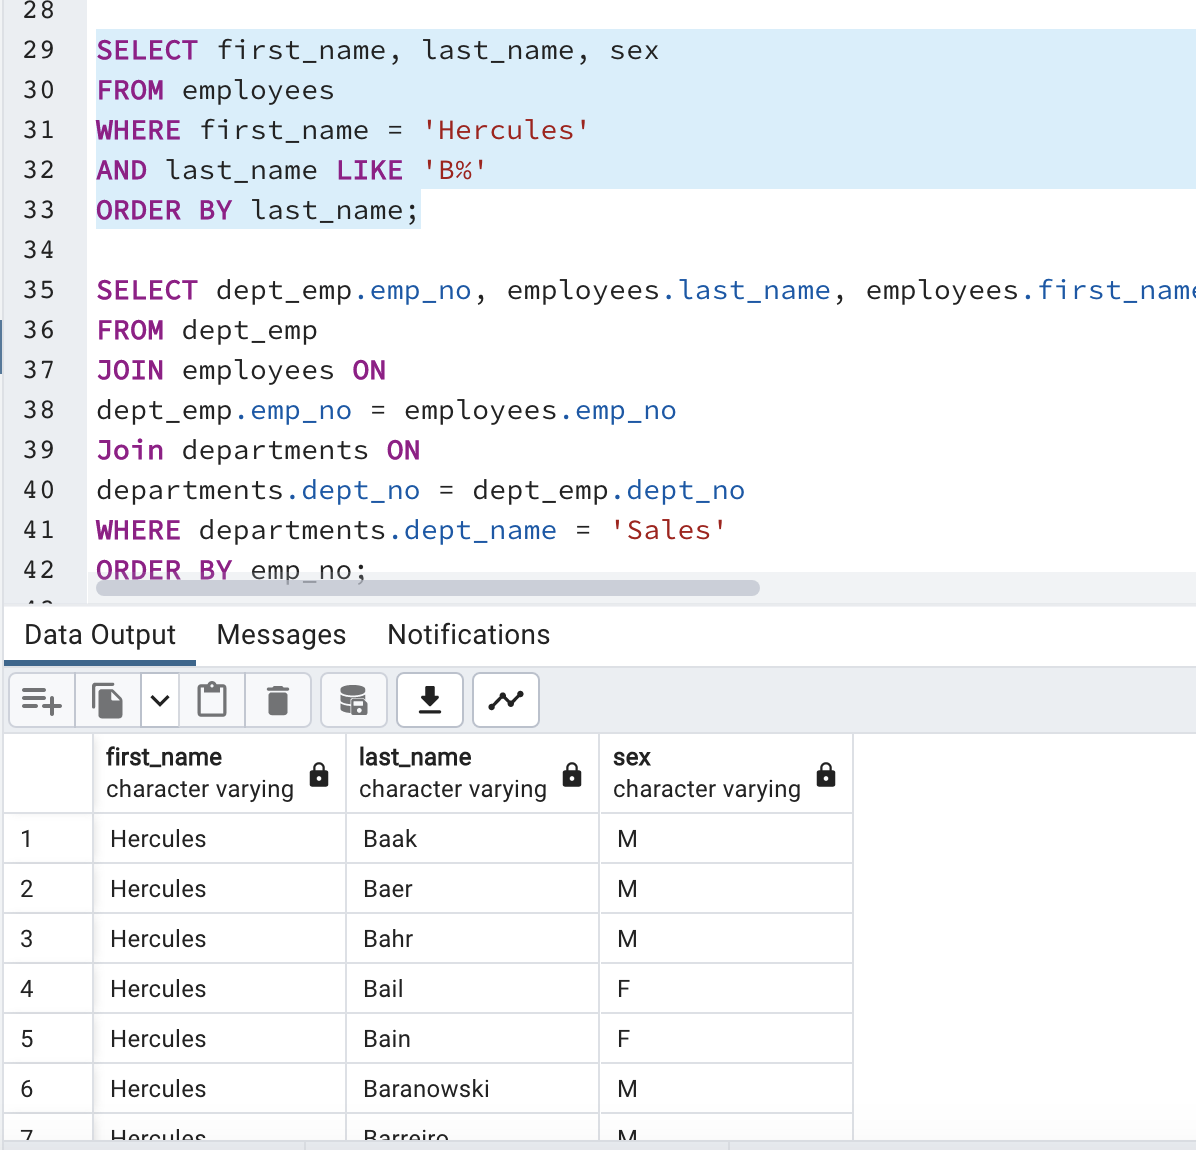 28
29 SELECT first_name, last_name, sex
30 FROM employees
31 WHERE first_name = 'Hercules'
32 AND last_name LIKE 'B%'
33 ORDER BY last_name;
34
35 SELECT dept_emp.emp_no, employees.last_name, employees.first_name
36 FROM dept_emp
37 JOIN employees ON
38 dept_emp.emp_no = employees.emp_no
39 Join departments ON
40 departments.dept_no = dept_emp.dept_no
41 WHERE departments.dept_name = 'Sales'
42 ORDER BY emp_no;
Data Output Messages Notifications
first_name last_name sex
character varying character varying character varying
1 Hercules Baak M
2 Hercules Baer M
3 Hercules Bahr M
4 Hercules Bail F
5 Hercules Bain F
6 Hercules Baranowski M
7 Hercules Barreiro M